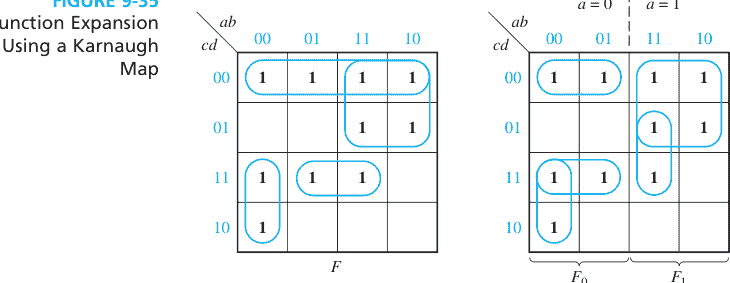 FIGURE 9-35
unction Expansion
Using a Karnaugh
Map
ab
cd
00 01 11 10
00 1 1 1 1
01 1 1
11 1 1 1
10 1
F
a = 0 a = 1
ab
cd
00 01 11 10
00 1 1 1 1
01 1 1
11 1 1 1
10 1
F₀ F₁